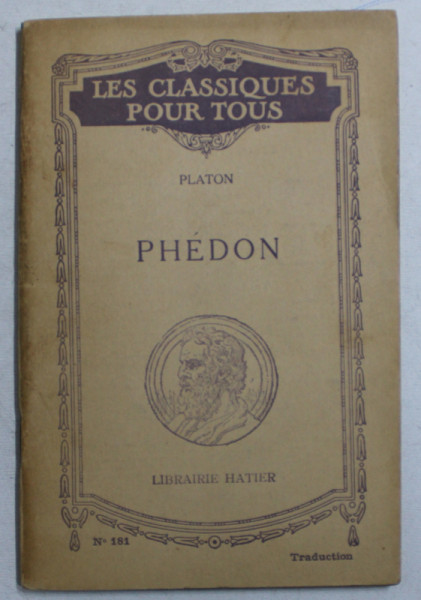 LES CLASSIQUES
POUR TOUS
PLATON
PHÉDON
LIBRAIRIE HATIER
N° 181
Traduction